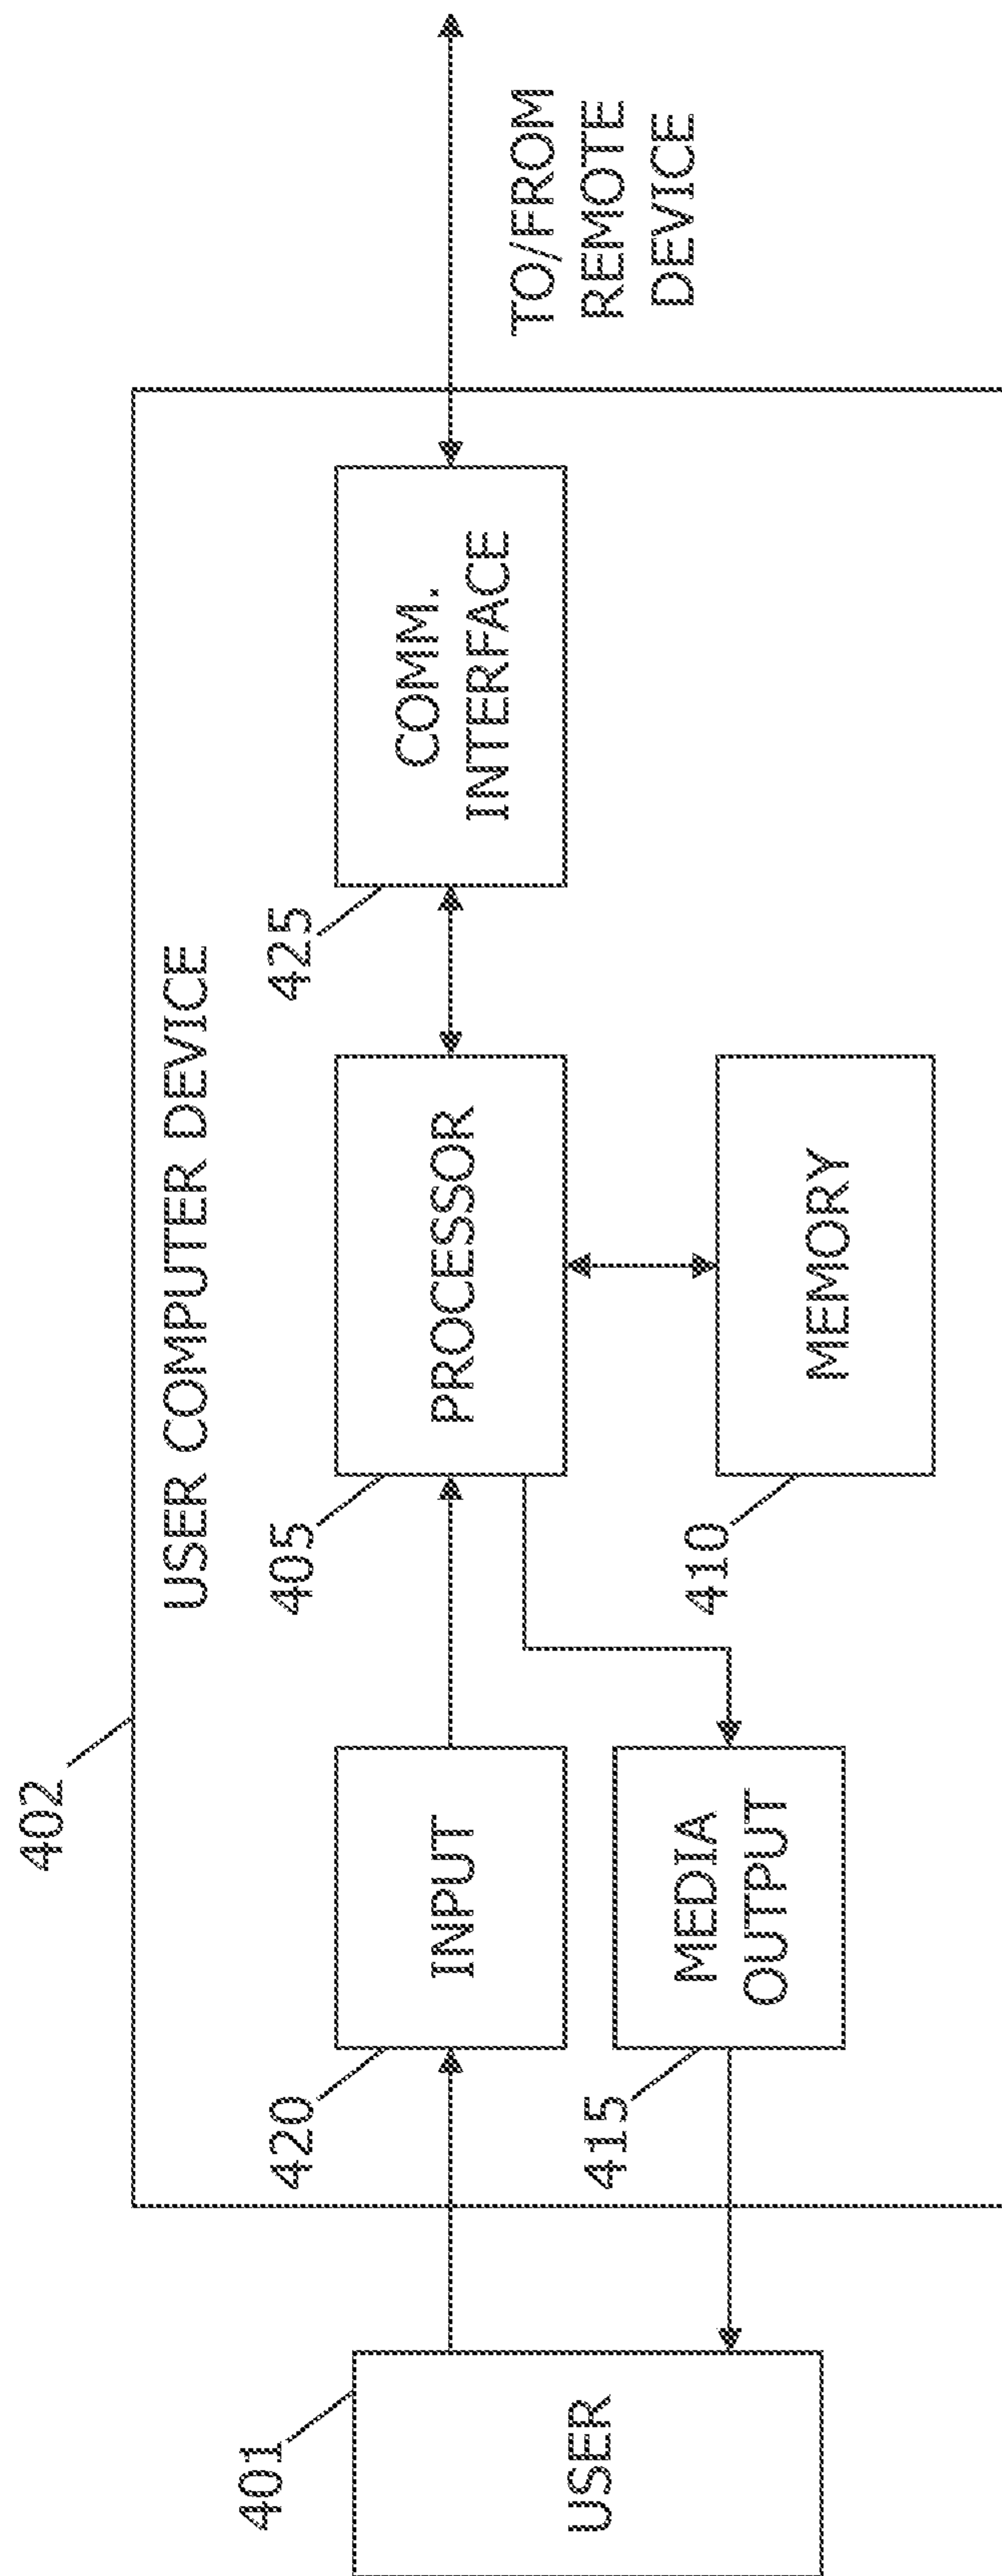 402
USER COMPUTER DEVICE
401
USER
420
INPUT
405
PROCESSOR
425
COMM.
INTERFACE
TO/FROM
REMOTE
DEVICE
415
MEDIA
OUTPUT
410
MEMORY